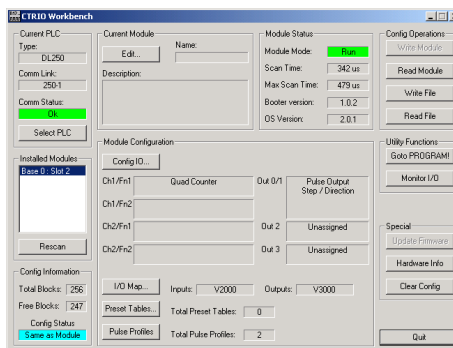 CTRIO Workbench
Current PLC
Type:
DL250
Comm Link:
250-1
Comm Status:
Ok
Select PLC
Installed Modules
Base 0 : Slot 2
Rescan
Config Information
Total Blocks: 256
Free Blocks: 247
Config Status
Same as Module
Current Module
Edit...
Name:
Description:
Module Status
Module Mode: Run
Scan Time: 342 us
Max Scan Time: 479 us
Booter version: 1.0.2
OS Version: 2.0.1
Module Configuration
Config IO...
Ch1/Fn1 Quad Counter Out 0/1 Pulse Output
Step / Direction
Ch1/Fn2
Ch2/Fn1 Out 2 Unassigned
Ch2/Fn2 Out 3 Unassigned
I/O Map... Inputs: V2000 Outputs: V3000
Preset Tables... Total Preset Tables: 0
Pulse Profiles Total Pulse Profiles: 2
Config Operations
Write Module
Read Module
Write File
Read File
Utility Functions
Goto PROGRAM!
Monitor I/O
Special
Update Firmware
Hardware Info
Clear Config
Quit